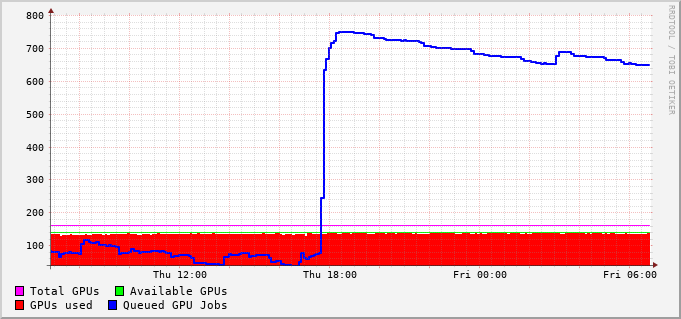 800
700
600
500
400
300
200
100
Thu 12:00 Thu 18:00 Fri 00:00 Fri 06:00
Total GPUs Available GPUs
GPUs used Queued GPU Jobs
RRDTOOL / TOBI OETIKER